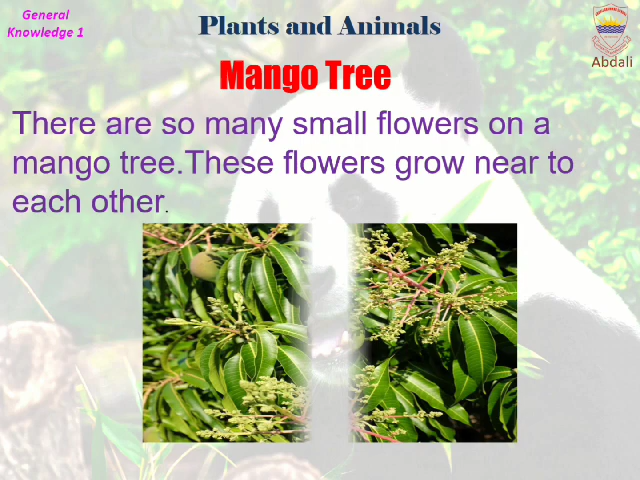 General
Knowledge 1
Plants and Animals
Abdali
Mango Tree
There are so many small flowers on a
mango tree.These flowers grow near to
each other.